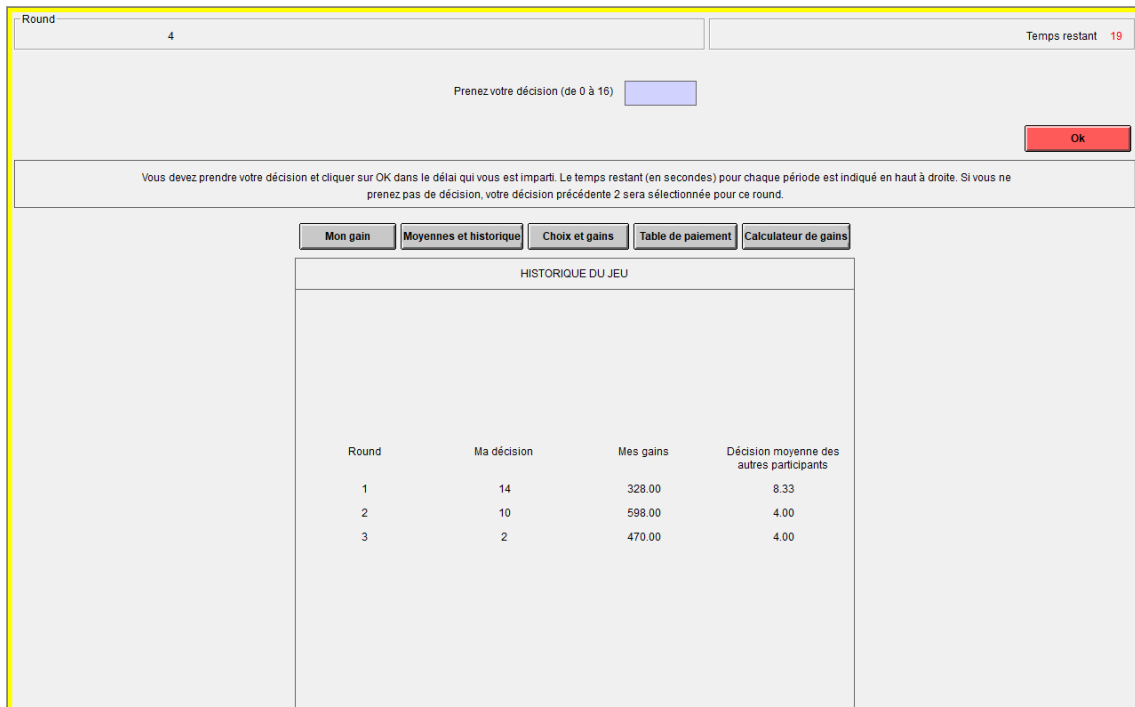 Round
4
Temps restant 19
Prenez votre décision (de 0 à 16)
Ok
Vous devez prendre votre décision et cliquer sur OK dans le délai qui vous est imparti. Le temps restant (en secondes) pour chaque période est indiqué en haut à droite. Si vous ne
prenez pas de décision, votre décision précédente 2 sera sélectionnée pour ce round.
Mon gain Moyennes et historique Choix et gains Table de paiement Calculateur de gains
HISTORIQUE DU JEU
Round Ma décision Mes gains Décision moyenne des
autres participants
1 14 328.00 8.33
2 10 598.00 4.00
3 2 470.00 4.00